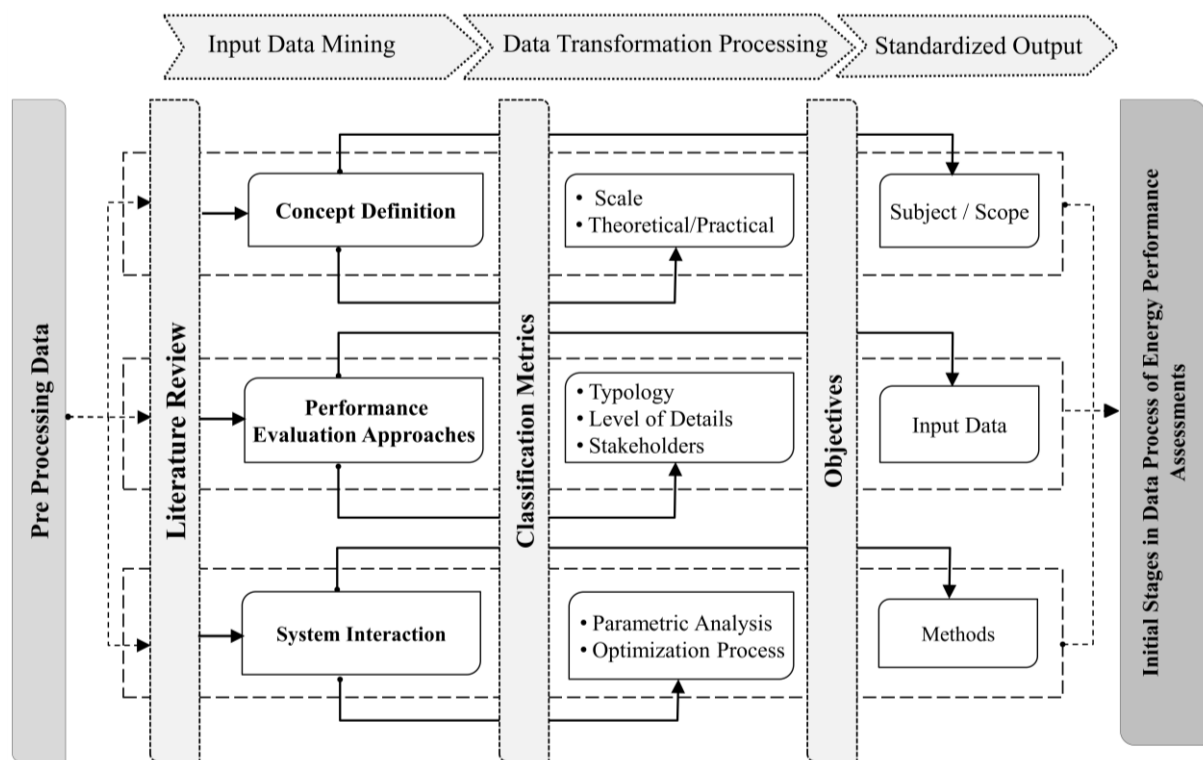 Input Data Mining
Data Transformation Processing
Standardized Output
Pre Processing Data
Literature Review
Concept Definition
Classification Metrics
• Scale
• Theoretical/Practical
Objectives
Subject / Scope
Performance
Evaluation Approaches
• Typology
• Level of Details
• Stakeholders
Input Data
System Interaction
• Parametric Analysis
• Optimization Process
Methods
Initial Stages in Data Process of Energy Performance
Assessments